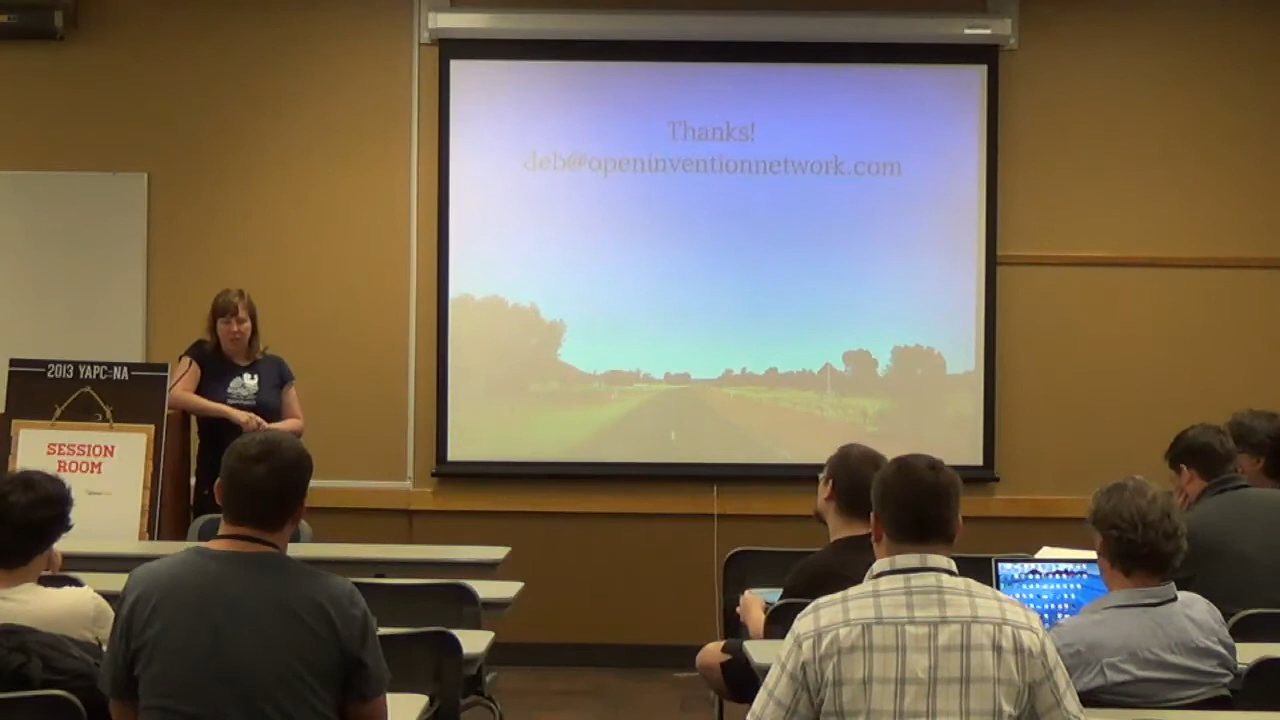 Thanks!
deb@openinventionnetwork.com
2013 YAPC::NA
SESSION
ROOM